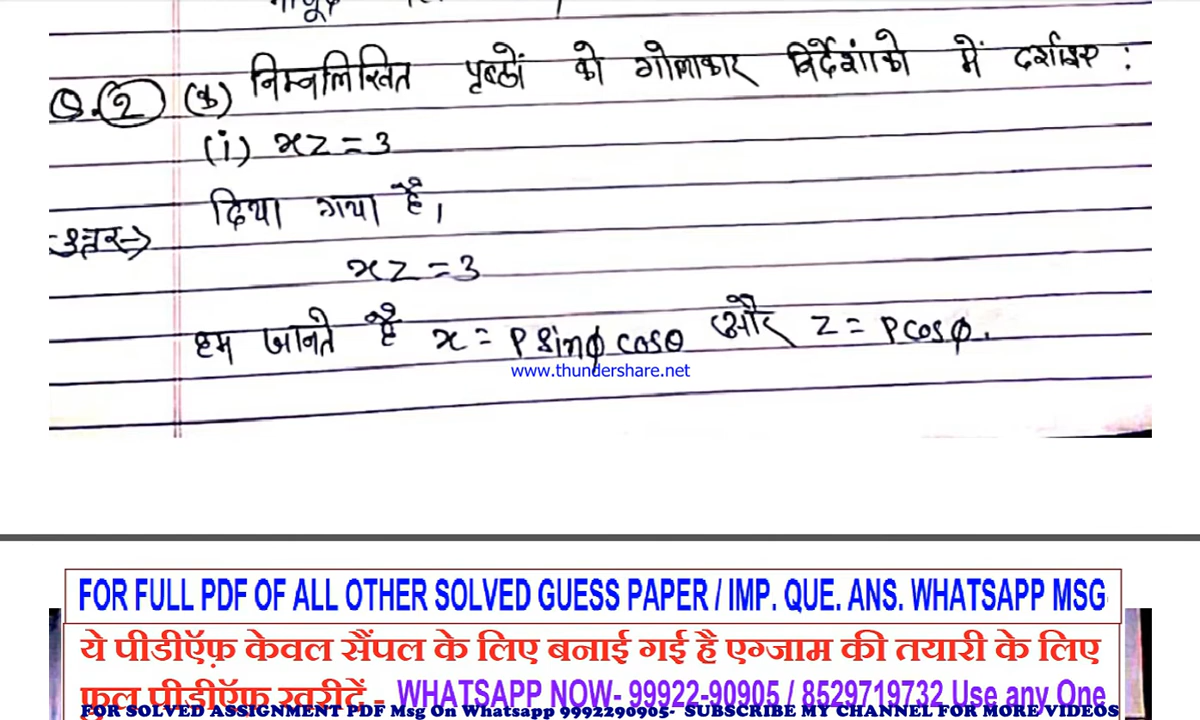 Q.2 (क) निम्नलिखित पृष्ठों को गोलाकार निर्देशांको में दर्शाइए :
(i) xz = 3
दिया गया है।
उत्तर→
xz = 3
हम जानते है x = ρ sinϕ cosθ और z = ρ cosϕ.
www.thundershare.net
FOR FULL PDF OF ALL OTHER SOLVED GUESS PAPER / IMP. QUE. ANS. WHATSAPP MSG
ये पीडीऍफ़ केवल सैंपल के लिए बनाई गई है एग्जाम की तयारी के लिए
फुल पीडीऍफ़ खरीदें - WHATSAPP NOW- 99922-90905 / 8529719732 Use any One
FOR SOLVED ASSIGNMENT PDF Msg On Whatsapp 9992290905- SUBSCRIBE MY CHANNEL FOR MORE VIDEOS